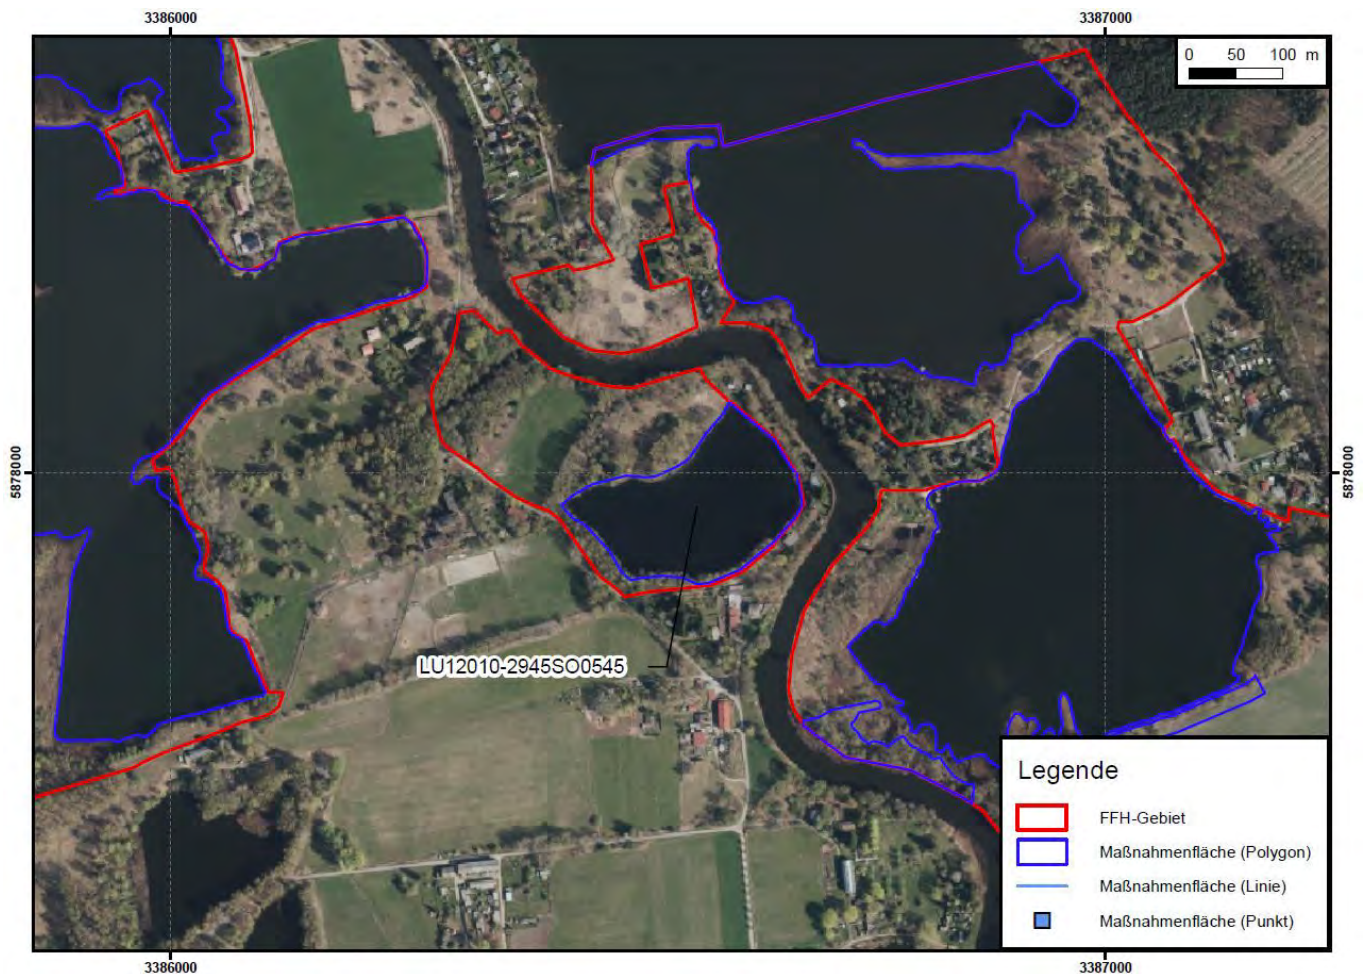 3386000
3387000
0 50 100 m
5878000
5878000
LU12010-2945SO0545
Legende
FFH-Gebiet
Maßnahmenfläche (Polygon)
Maßnahmenfläche (Linie)
Maßnahmenfläche (Punkt)
3386000
3387000